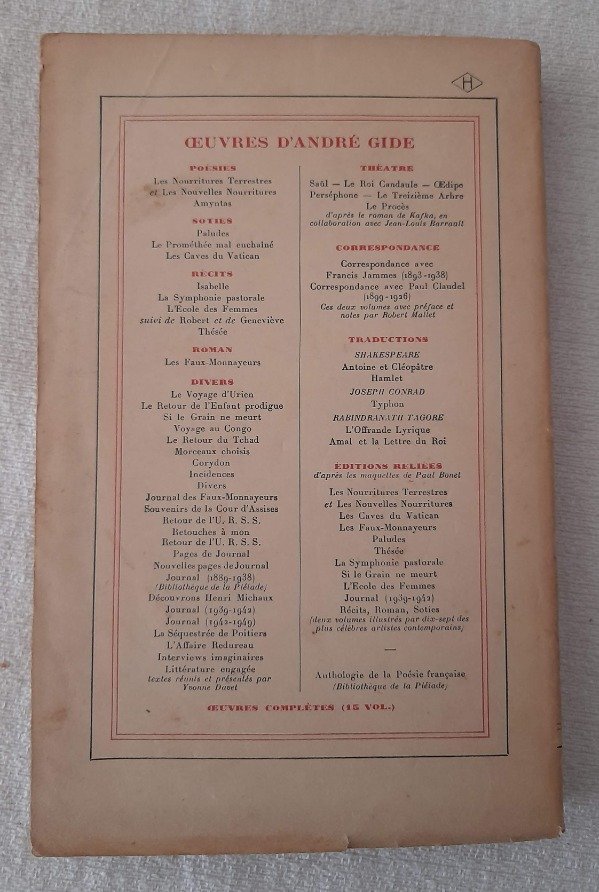 H
ŒUVRES D'ANDRÉ GIDE
POÉSIES
Les Nourritures Terrestres
et Les Nouvelles Nourritures
Amyntas
SOTIES
Paludes
Le Prométhée mal enchaîné
Les Caves du Vatican
RÉCITS
Isabelle
La Symphonie pastorale
L'Ecole des Femmes
suivi de Robert et de Geneviève
Thésée
ROMAN
Les Faux-Monnayeurs
DIVERS
Le Voyage d'Urien
Le Retour de l'Enfant prodigue
Si le Grain ne meurt
Voyage au Congo
Le Retour du Tchad
Morceaux choisis
Corydon
Incidences
Divers
Journal des Faux-Monnayeurs
Souvenirs de la Cour d'Assises
Retour de l'U. R. S. S.
Retouches à mon
Retour de l'U. R. S. S.
Pages de Journal
Nouvelles pages de Journal
Journal (1889-1938)
(Bibliothèque de la Pléiade)
Découvrons Henri Michaux
Journal (1939-1942)
Journal (1942-1949)
La Séquestrée de Poitiers
L'Affaire Redureau
Interviews imaginaires
Littérature engagée
textes réunis et présentés par
Yvonne Davet
THÉATRE
Saül — Le Roi Candaule — Œdipe
Perséphone — Le Treizième Arbre
Le Procès
d'après le roman de Kafka, en
collaboration avec Jean-Louis Barrault
CORRESPONDANCE
Correspondance avec
Francis Jammes (1893-1938)
Correspondance avec Paul Claudel
(1899-1926)
Ces deux volumes avec préface et
notes par Robert Mallet
TRADUCTIONS
SHAKESPEARE
Antoine et Cléopâtre
Hamlet
JOSEPH CONRAD
Typhon
RABINDRANATH TAGORE
L'Offrande Lyrique
Amal et la Lettre du Roi
ÉDITIONS RELIÉES
d'après les maquettes de Paul Bonet
Les Nourritures Terrestres
et Les Nouvelles Nourritures
Les Caves du Vatican
Les Faux-Monnayeurs
Paludes
Thésée
La Symphonie pastorale
Si le Grain ne meurt
L'Ecole des Femmes
Journal (1939-1942)
Récits, Roman, Soties
(deux volumes illustrés par dix-sept des
plus célèbres artistes contemporains)
—
Anthologie de la Poésie française
(Bibliothèque de la Pléiade)
ŒUVRES COMPLÈTES (15 VOL.)